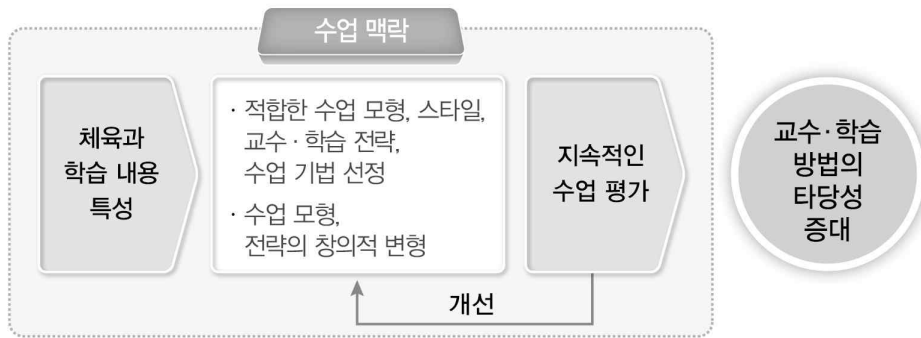 수업 맥락
체육과
학습 내용
특성
· 적합한 수업 모형, 스타일,
교수 · 학습 전략,
수업 기법 선정
· 수업 모형,
전략의 창의적 변형
지속적인
수업 평가
개선
교수 · 학습
방법의
타당성
증대